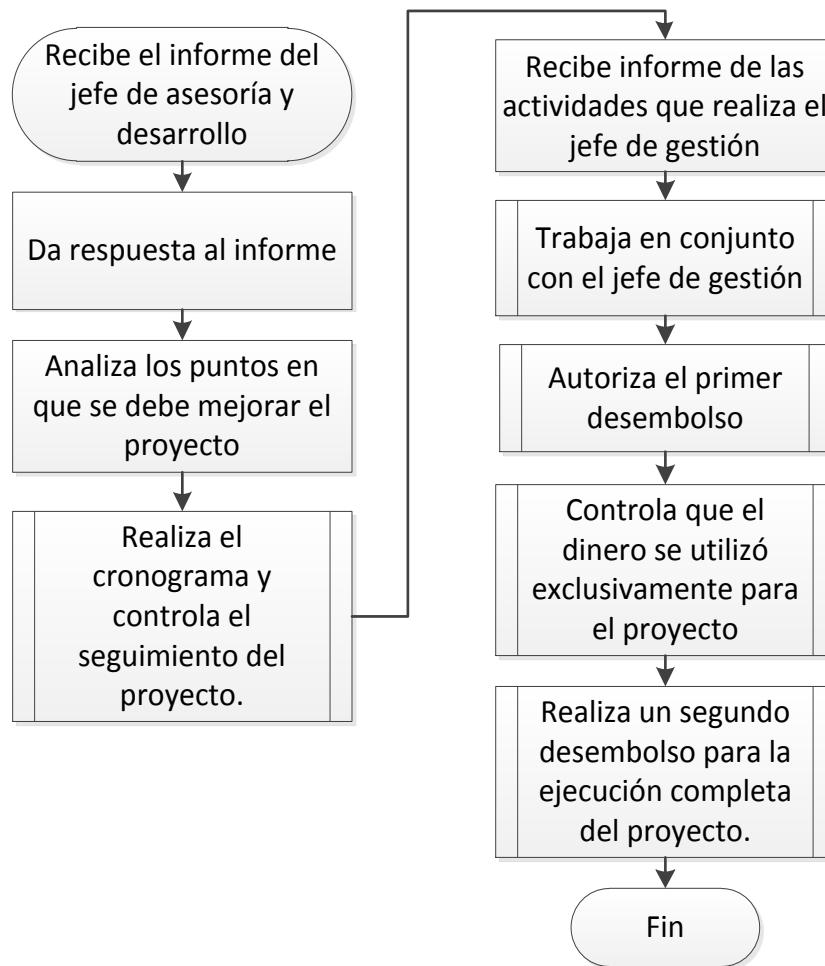 Recibe el informe del
jefe de asesoría y
desarrollo
Da respuesta al informe
Analiza los puntos en
que se debe mejorar el
proyecto
Realiza el
cronograma y
controla el
seguimiento del
proyecto.
Recibe informe de las
actividades que realiza el
jefe de gestión
Trabaja en conjunto
con el jefe de gestión
Autoriza el primer
desembolso
Controla que el
dinero se utilizó
exclusivamente para
el proyecto
Realiza un segundo
desembolso para la
ejecución completa
del proyecto.
Fin